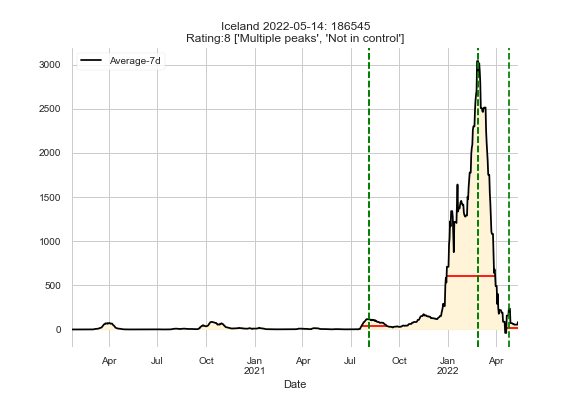 Iceland 2022-05-14: 186545
Rating:8 ['Multiple peaks', 'Not in control']
Average-7d
3000
2500
2000
1500
1000
500
0
Apr Jul Oct Jan Apr Jul Oct Jan Apr
2021 2022
Date